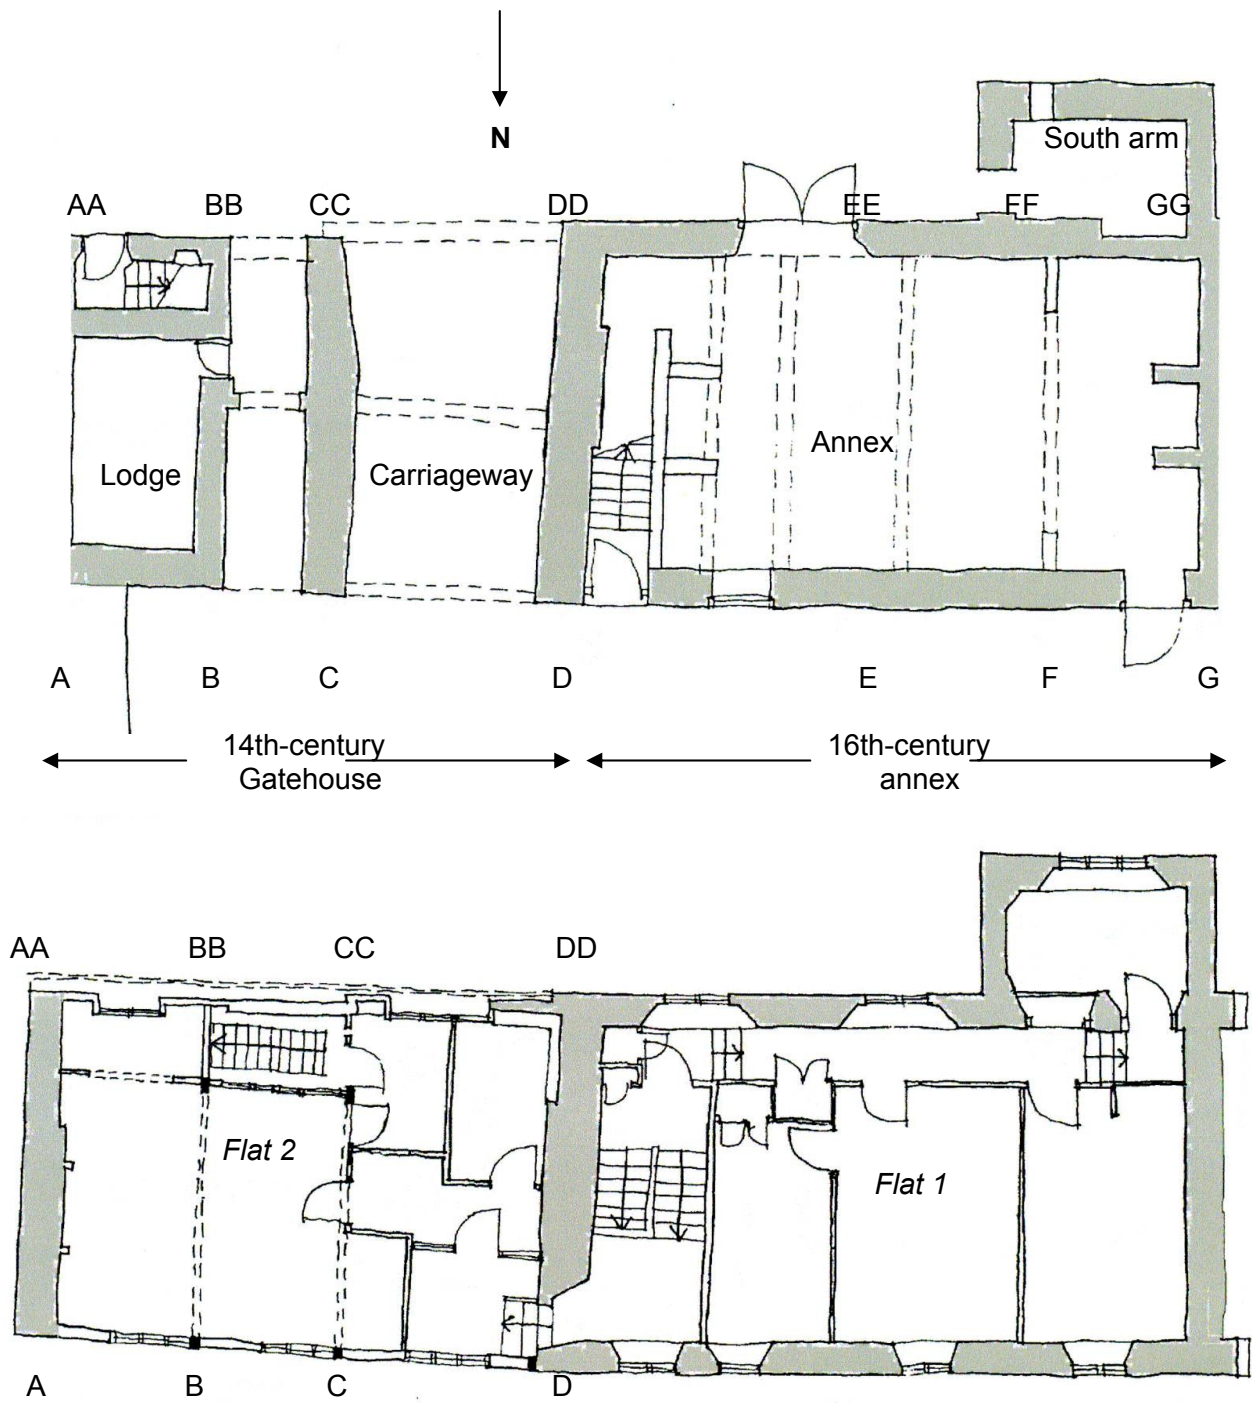 N
South arm
AA BB CC DD EE FF GG
Lodge Carriageway Annex
A B C D E F G
14th-century
Gatehouse
16th-century
annex
AA BB CC DD
Flat 2 Flat 1
A B C D